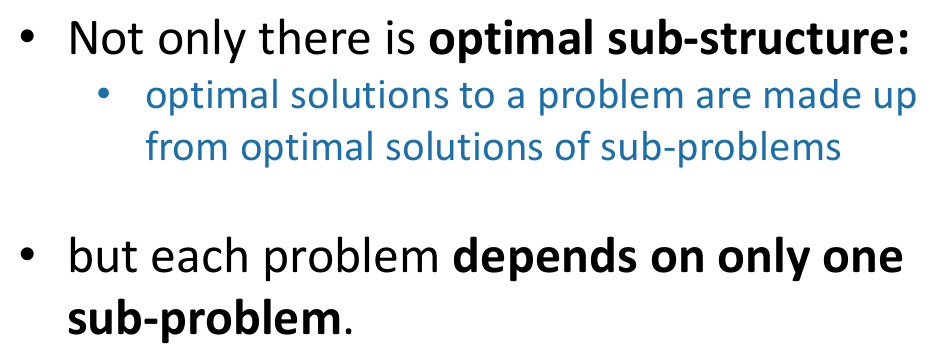 • Not only there is optimal sub-structure:
• optimal solutions to a problem are made up
from optimal solutions of sub-problems
• but each problem depends on only one
sub-problem.